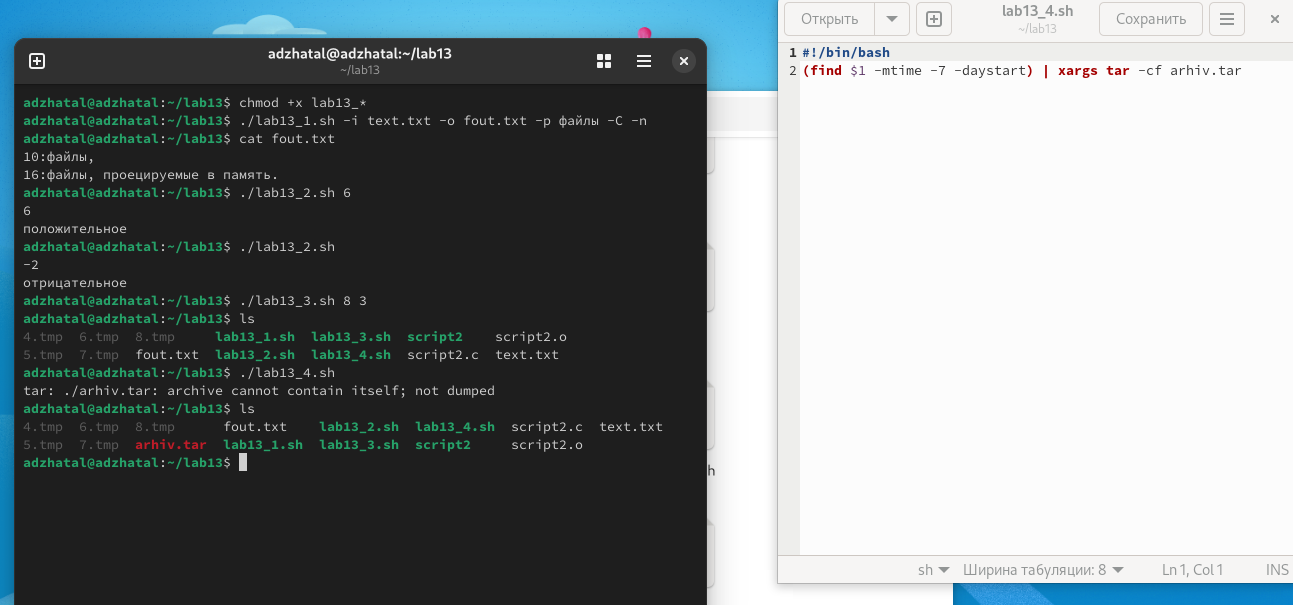 adzhatal@adzhatal:~/lab13
~/lab13
adzhatal@adzhatal:~/lab13$ chmod +x lab13_*
adzhatal@adzhatal:~/lab13$ ./lab13_1.sh -i text.txt -o fout.txt -p файлы -C -n
adzhatal@adzhatal:~/lab13$ cat fout.txt
10:файлы,
16:файлы, проецируемые в память.
adzhatal@adzhatal:~/lab13$ ./lab13_2.sh 6
6
положительное
adzhatal@adzhatal:~/lab13$ ./lab13_2.sh
-2
отрицательное
adzhatal@adzhatal:~/lab13$ ./lab13_3.sh 8 3
adzhatal@adzhatal:~/lab13$ ls
4.tmp 6.tmp 8.tmp lab13_1.sh lab13_3.sh script2 script2.o
5.tmp 7.tmp fout.txt lab13_2.sh lab13_4.sh script2.c text.txt
adzhatal@adzhatal:~/lab13$ ./lab13_4.sh
tar: ./arhiv.tar: archive cannot contain itself; not dumped
adzhatal@adzhatal:~/lab13$ ls
4.tmp 6.tmp 8.tmp fout.txt lab13_2.sh lab13_4.sh script2.c text.txt
5.tmp 7.tmp arhiv.tar lab13_1.sh lab13_3.sh script2 script2.o
adzhatal@adzhatal:~/lab13$
h
Открыть
lab13_4.sh
~/lab13
Сохранить
1 #!/bin/bash
2 (find $1 -mtime -7 -daystart) | xargs tar -cf arhiv.tar
sh Ширина табуляции: 8 Ln 1, Col 1 INS